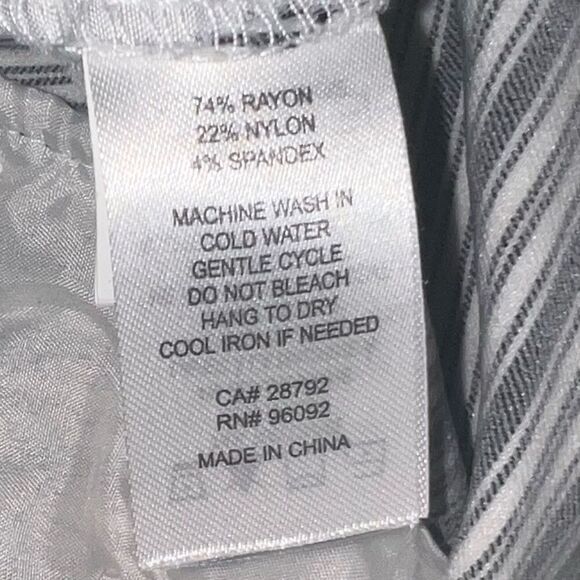 74% RAYON
22% NYLON
4% SPANDEX
MACHINE WASH IN
COLD WATER
GENTLE CYCLE
DO NOT BLEACH
HANG TO DRY
COOL IRON IF NEEDED
CA# 28792
RN# 96092
MADE IN CHINA